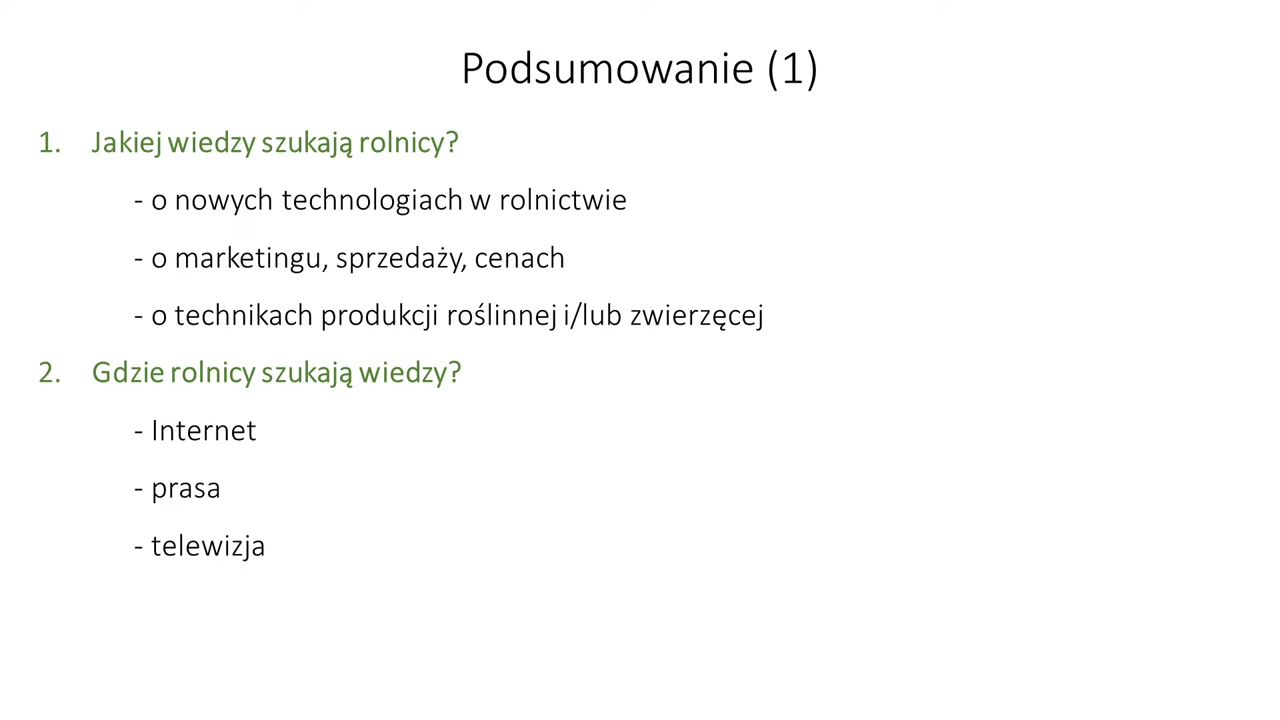 Podsumowanie (1)
1. Jakiej wiedzy szukają rolnicy?
- o nowych technologiach w rolnictwie
- o marketingu, sprzedaży, cenach
- o technikach produkcji roślinnej i/lub zwierzęcej
2. Gdzie rolnicy szukają wiedzy?
- Internet
- prasa
- telewizja